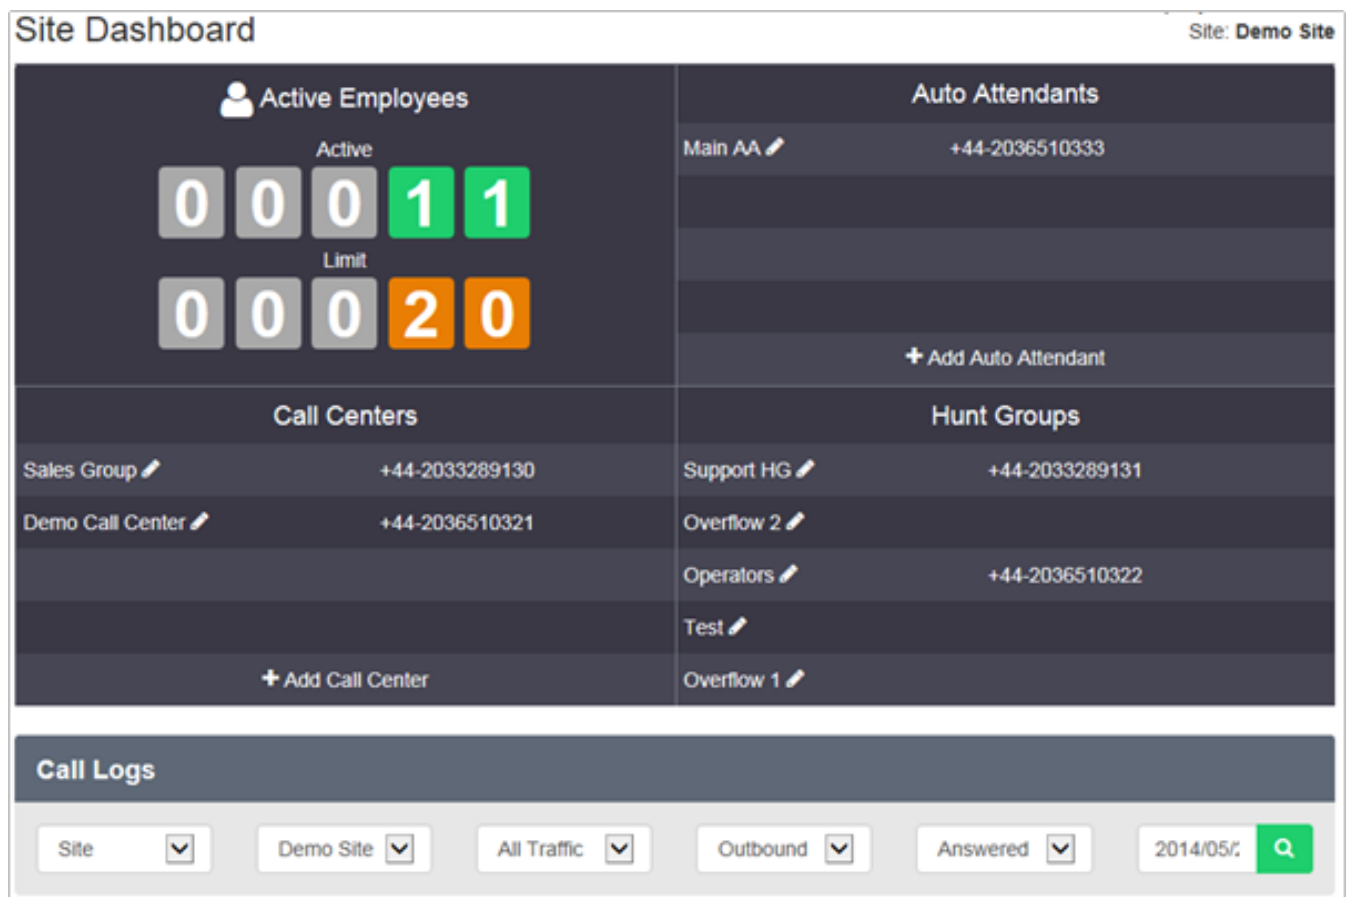 Site Dashboard
Site: Demo Site
Active Employees
Active
0 0 0 1 1
Limit
0 0 0 2 0
Auto Attendants
Main AA +44-2036510333
Add Auto Attendant
Call Centers
Sales Group +44-2033289130
Demo Call Center +44-2036510321
Add Call Center
Hunt Groups
Support HG +44-2033289131
Overflow 2
Operators +44-2036510322
Test
Overflow 1
Call Logs
Site Demo Site All Traffic Outbound Answered 2014/05/